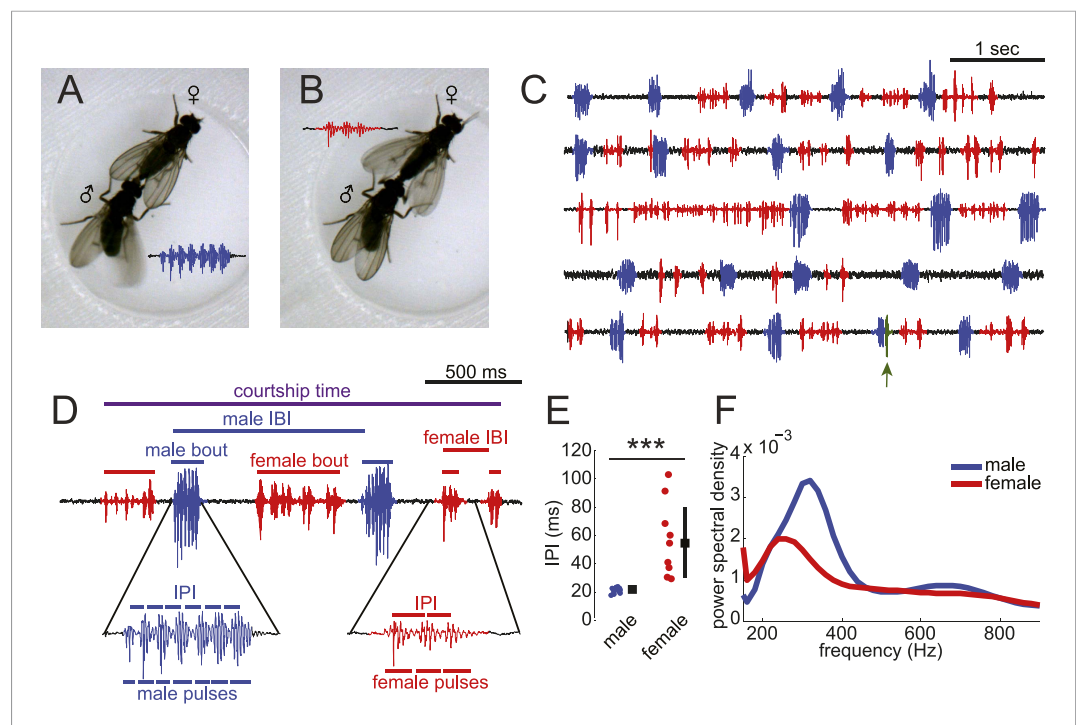 A
♀
♂
B
♀
♂
C
1 sec
D
500 ms
courtship time
male IBI
male bout
female bout
female IBI
IPI
male pulses
IPI
female pulses
E
***
IPI (ms)
120
100
80
60
40
20
0
male
female
F
x 10⁻³
power spectral density
4
3
2
1
0
200
400
600
800
frequency (Hz)
male
female